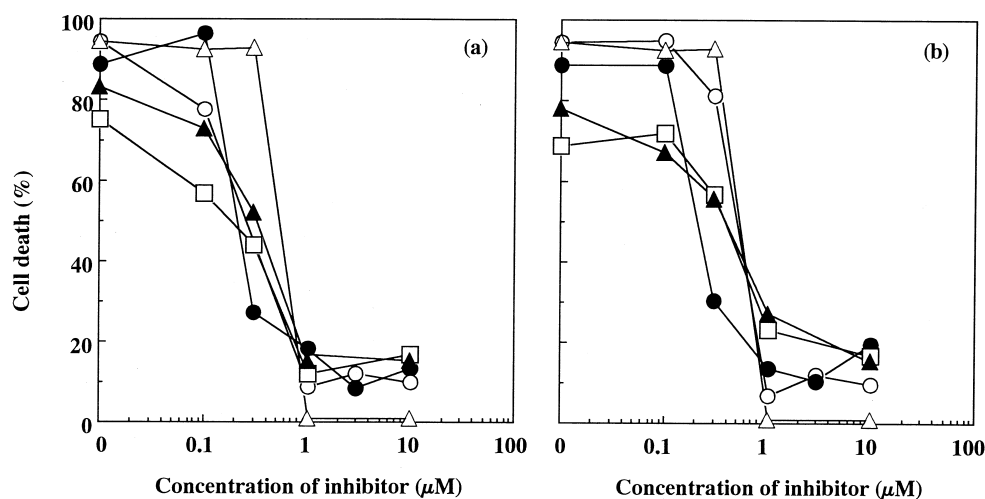 100
80
60
40
20
0
Cell death (%)
(a)
(b)
0 0.1 1 10 100
0 0.1 1 10 100
Concentration of inhibitor (μM)
Concentration of inhibitor (μM)